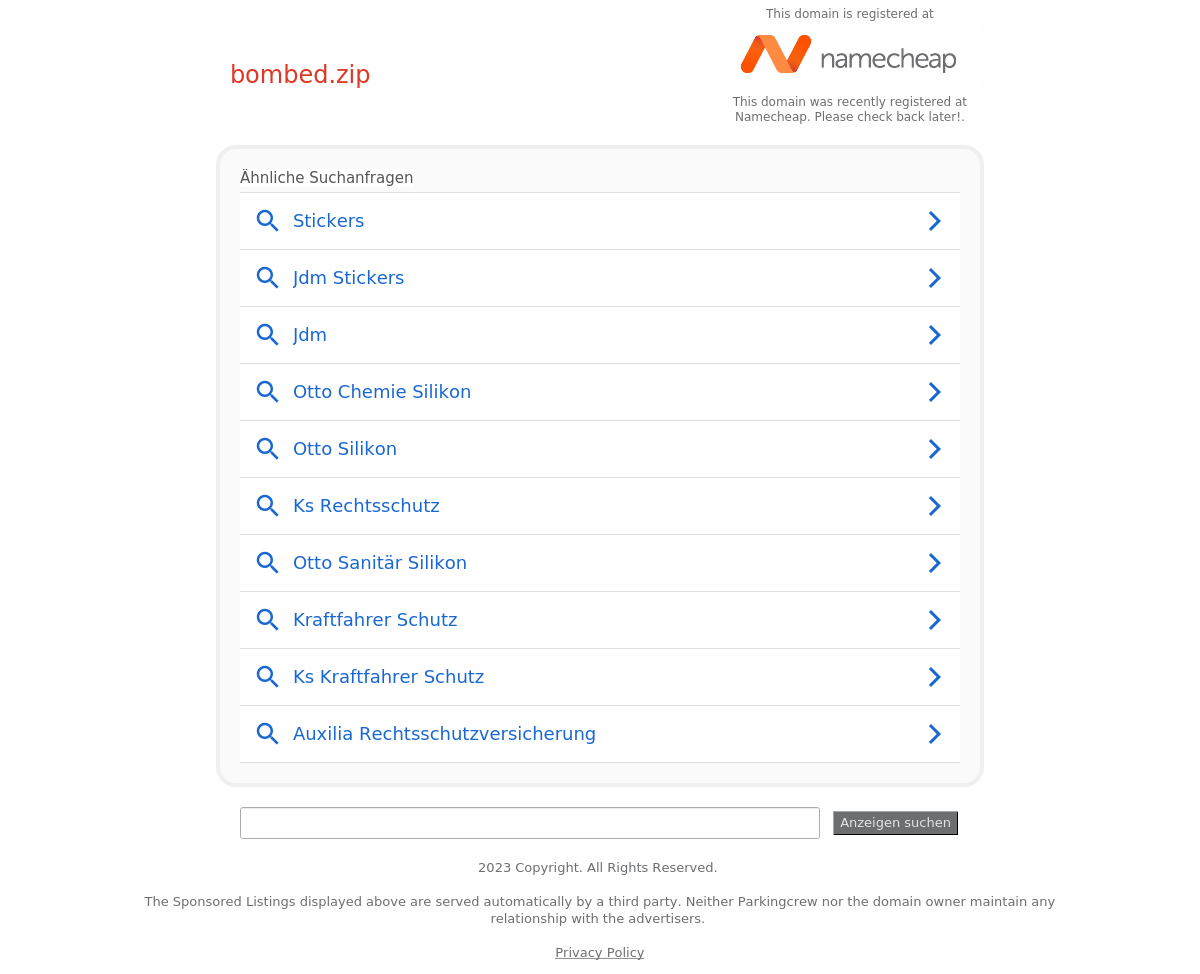 This domain is registered at
namecheap
bombed.zip
This domain was recently registered at
Namecheap. Please check back later!.
Ähnliche Suchanfragen
Stickers
Jdm Stickers
Jdm
Otto Chemie Silikon
Otto Silikon
Ks Rechtsschutz
Otto Sanitär Silikon
Kraftfahrer Schutz
Ks Kraftfahrer Schutz
Auxilia Rechtsschutzversicherung
Anzeigen suchen
2023 Copyright. All Rights Reserved.
The Sponsored Listings displayed above are served automatically by a third party. Neither Parkingcrew nor the domain owner maintain any
relationship with the advertisers.
Privacy Policy